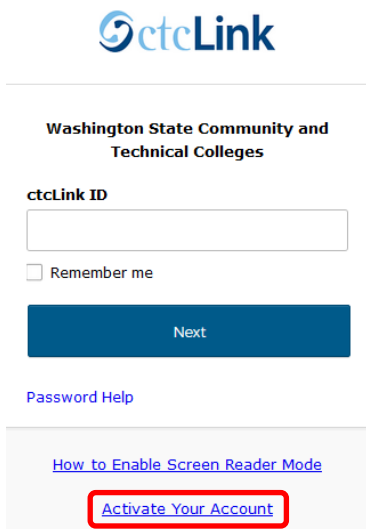 ctcLink
Washington State Community and
Technical Colleges
ctcLink ID
Remember me
Next
Password Help
How to Enable Screen Reader Mode
Activate Your Account